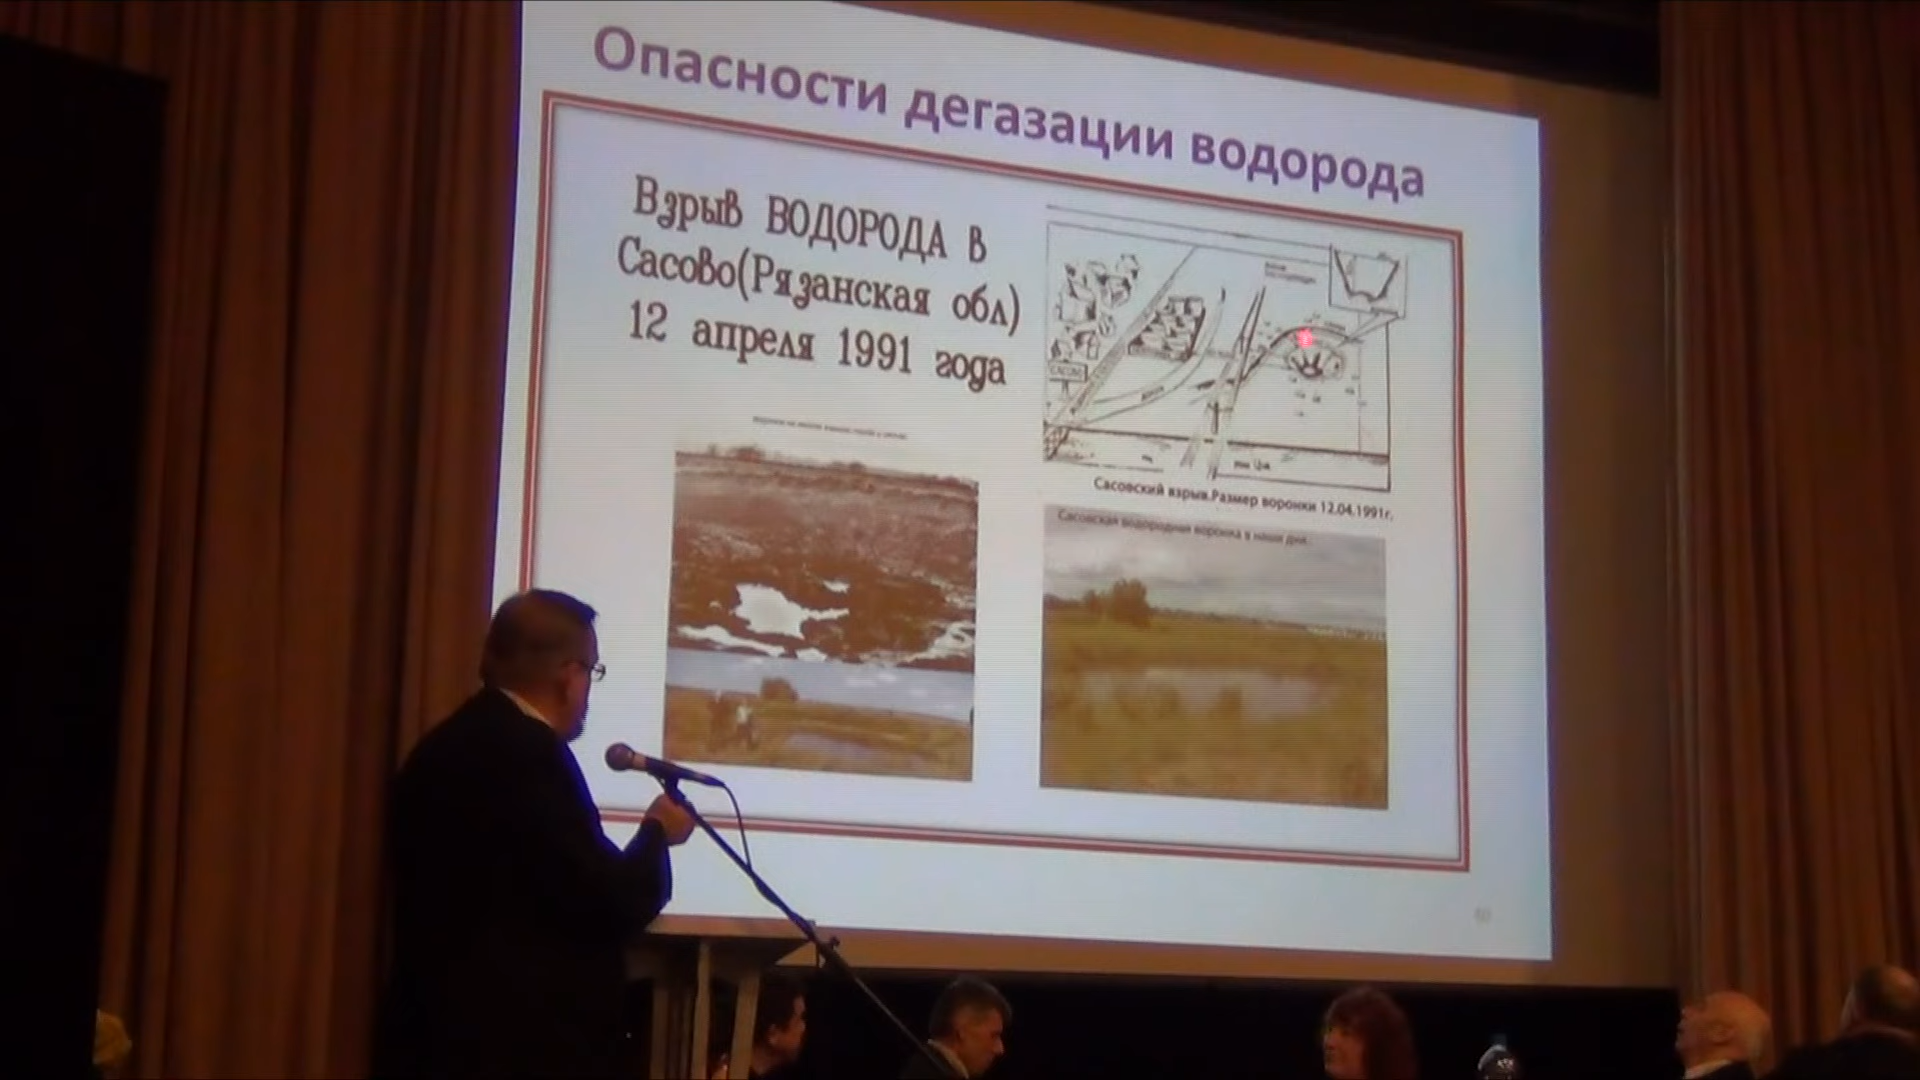 Опасности дегазации водорода
Взрыв ВОДОРОДА в
Сасово(Рязанская обл)
12 апреля 1991 года
САСОВО
Сасовский взрыв.Размер воронки 12.04.1991г.
Сасовская водородная воронка в наши дни.